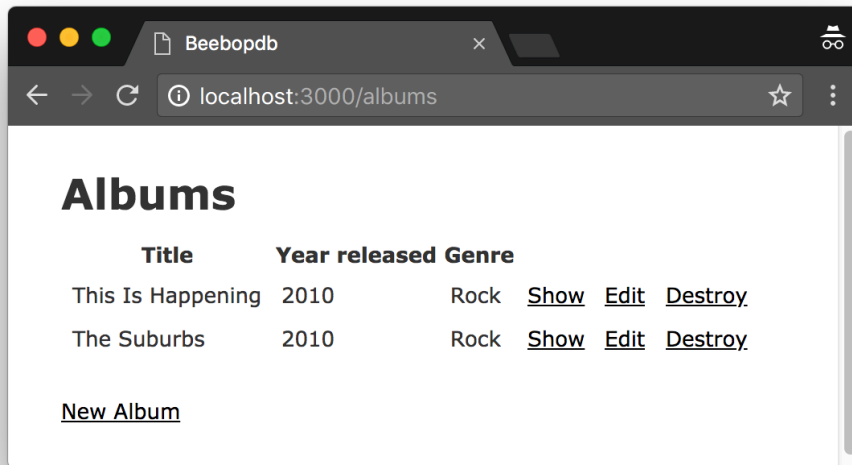 Beebopdb
localhost:3000/albums
Albums
Title Year released Genre
This Is Happening 2010 Rock Show Edit Destroy
The Suburbs 2010 Rock Show Edit Destroy
New Album